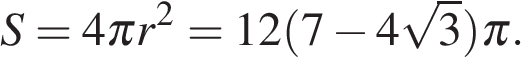 S = 4πr² = 12(7 − 4√3)π.